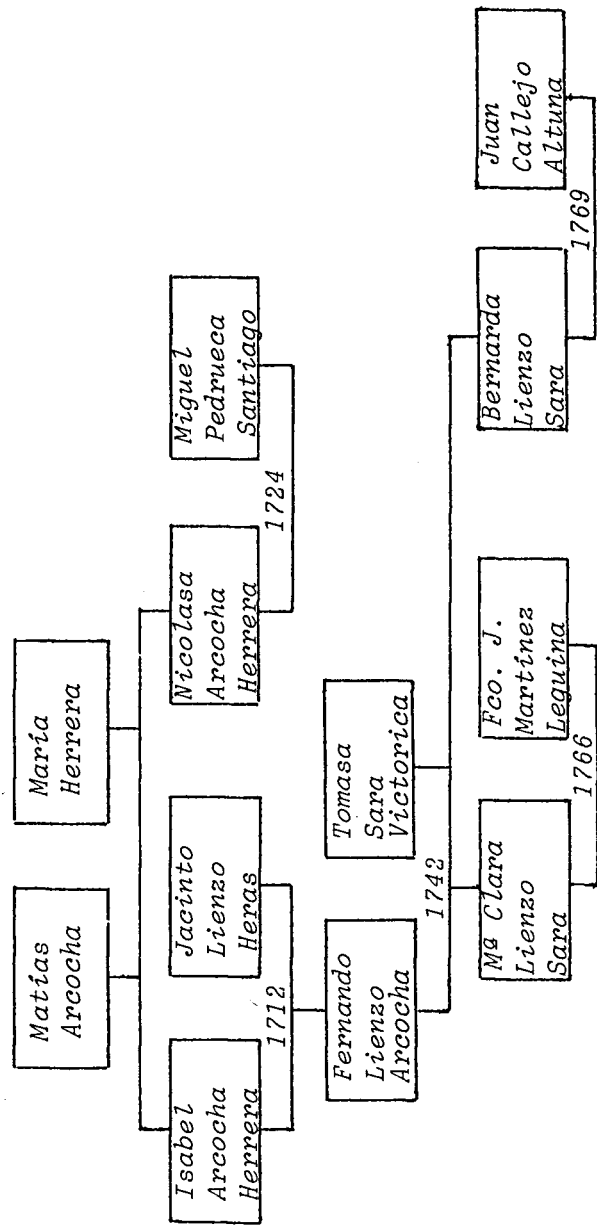 Matías
Arcocha
María
Herrera
Isabel
Arcocha
Herrera
Jacinto
Lienzo
Heras
Nicolasa
Arcocha
Herrera
Miguel
Pedrueca
Santiago
1712
1724
Fernando
Lienzo
Arcocha
Tomasa
Sara
Victorica
1742
Mª Clara
Lienzo
Sara
Fco. J.
Martínez
Leguina
Bernarda
Lienzo
Sara
Juan
Callejo
Altuna
1766
1769